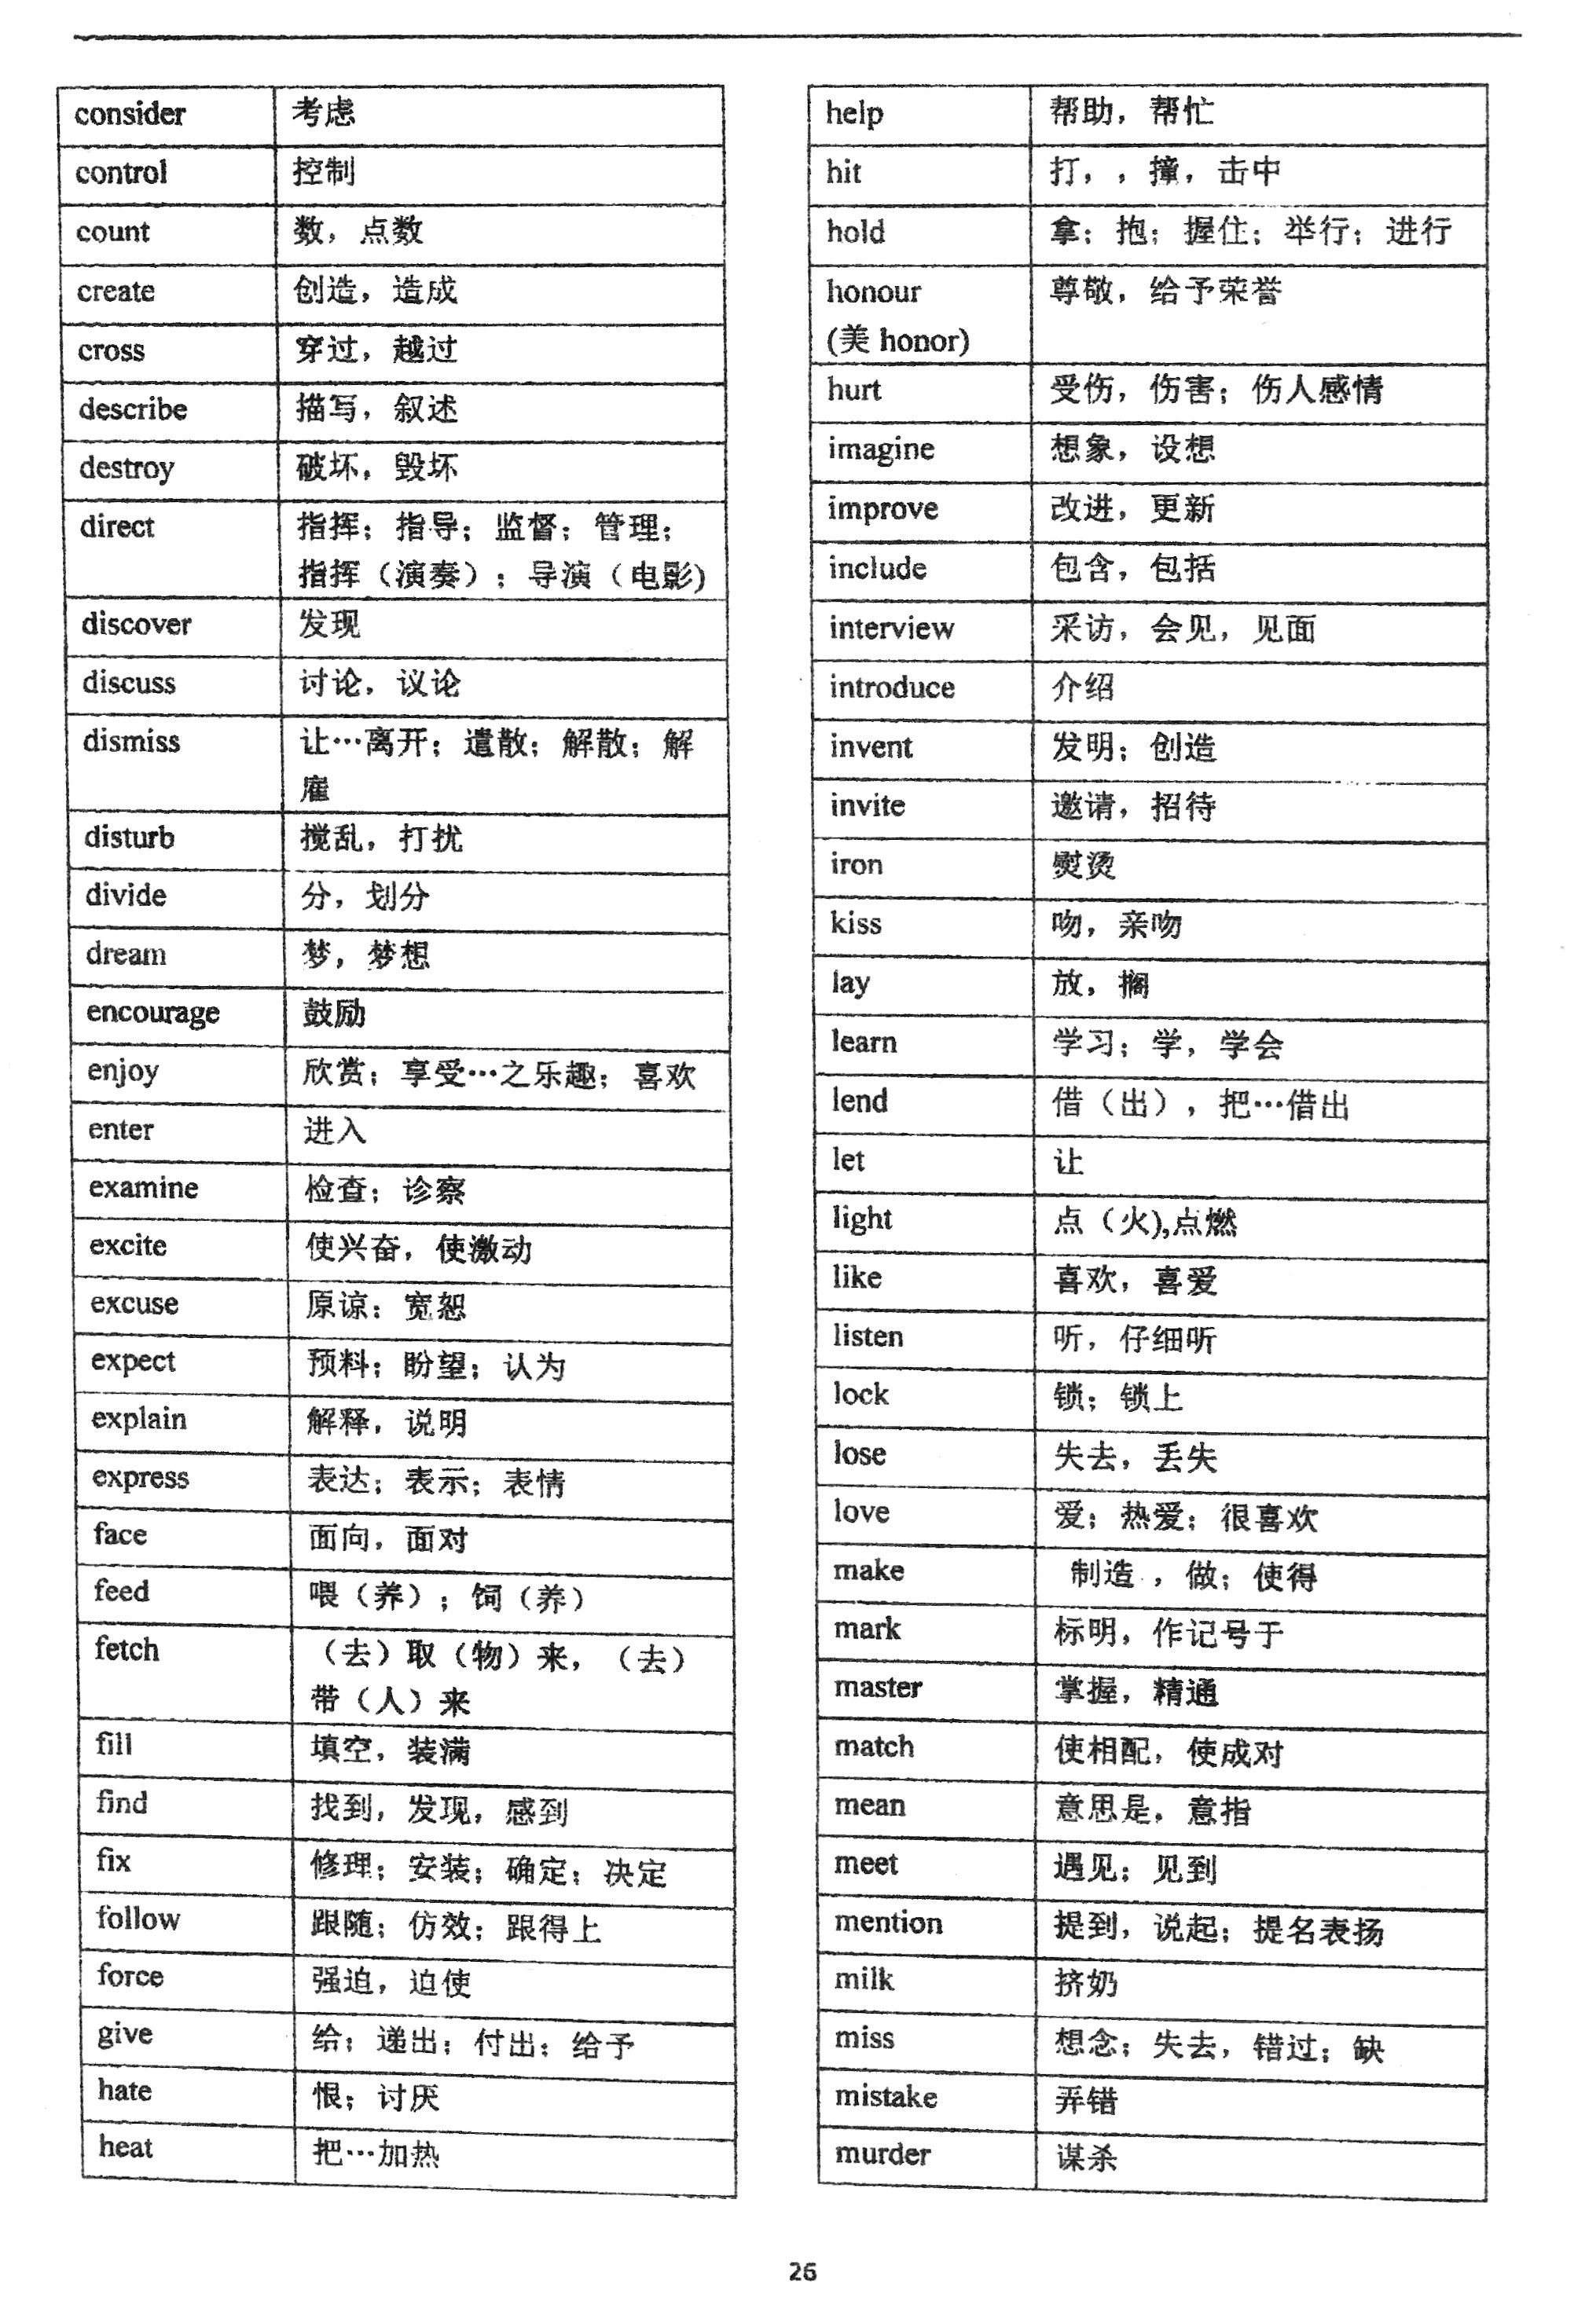 consider 考虑
control 控制
count 数，点数
create 创造，造成
cross 穿过，越过
describe 描写，叙述
destroy 破坏，毁坏
direct 指挥；指导；监督；管理；
指挥（演奏）；导演（电影)
discover 发现
discuss 讨论，议论
dismiss 让…离开；遣散；解散；解
雇
disturb 搅乱，打扰
divide 分，划分
dream 梦，梦想
encourage 鼓励
enjoy 欣赏；享受…之乐趣；喜欢
enter 进入
examine 检查；诊察
excite 使兴奋，使激动
excuse 原谅；宽恕
expect 预料；盼望；认为
explain 解释，说明
express 表达；表示；表情
face 面向，面对
feed 喂（养）；饲（养）
fetch （去）取（物）来，（去）
带（人）来
fill 填空，装满
find 找到，发现，感到
fix 修理；安装；确定；决定
follow 跟随；仿效；跟得上
force 强迫，迫使
give 给；递出；付出；给予
hate 恨；讨厌
heat 把…加热
help 帮助，帮忙
hit 打，，撞，击中
hold 拿；抱；握住；举行；进行
honour 尊敬，给予荣誉
(美 honor)
hurt 受伤，伤害；伤人感情
imagine 想象，设想
improve 改进，更新
include 包含，包括
interview 采访，会见，见面
introduce 介绍
invent 发明；创造
invite 邀请，招待
iron 熨烫
kiss 吻，亲吻
lay 放，搁
learn 学习；学，学会
lend 借（出），把…借出
let 让
light 点（火),点燃
like 喜欢，喜爱
listen 听，仔细听
lock 锁；锁上
lose 失去，丢失
love 爱；热爱；很喜欢
make 制造，做；使得
mark 标明，作记号于
master 掌握，精通
match 使相配，使成对
mean 意思是，意指
meet 遇见；见到
mention 提到，说起；提名表扬
milk 挤奶
miss 想念；失去，错过；缺
mistake 弄错
murder 谋杀
26